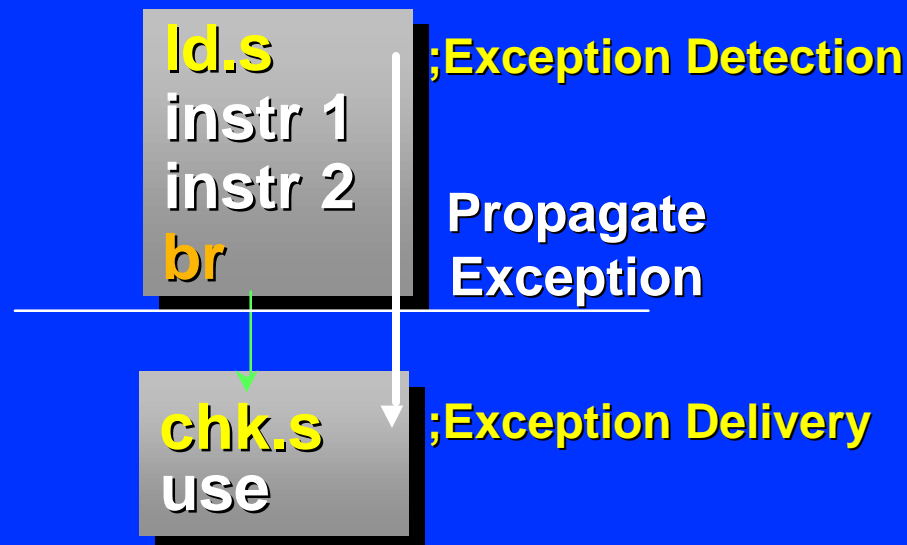 ld.s ;Exception Detection
instr 1
instr 2
br
Propagate
Exception
chk.s ;Exception Delivery
use